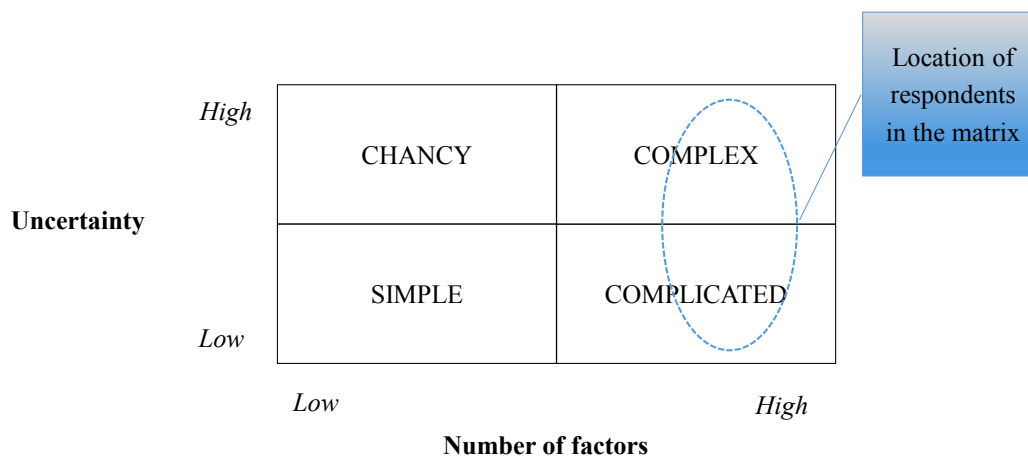 Location of
respondents
in the matrix
High
CHANCY
COMPLEX
Uncertainty
SIMPLE
COMPLICATED
Low
Low
High
Number of factors